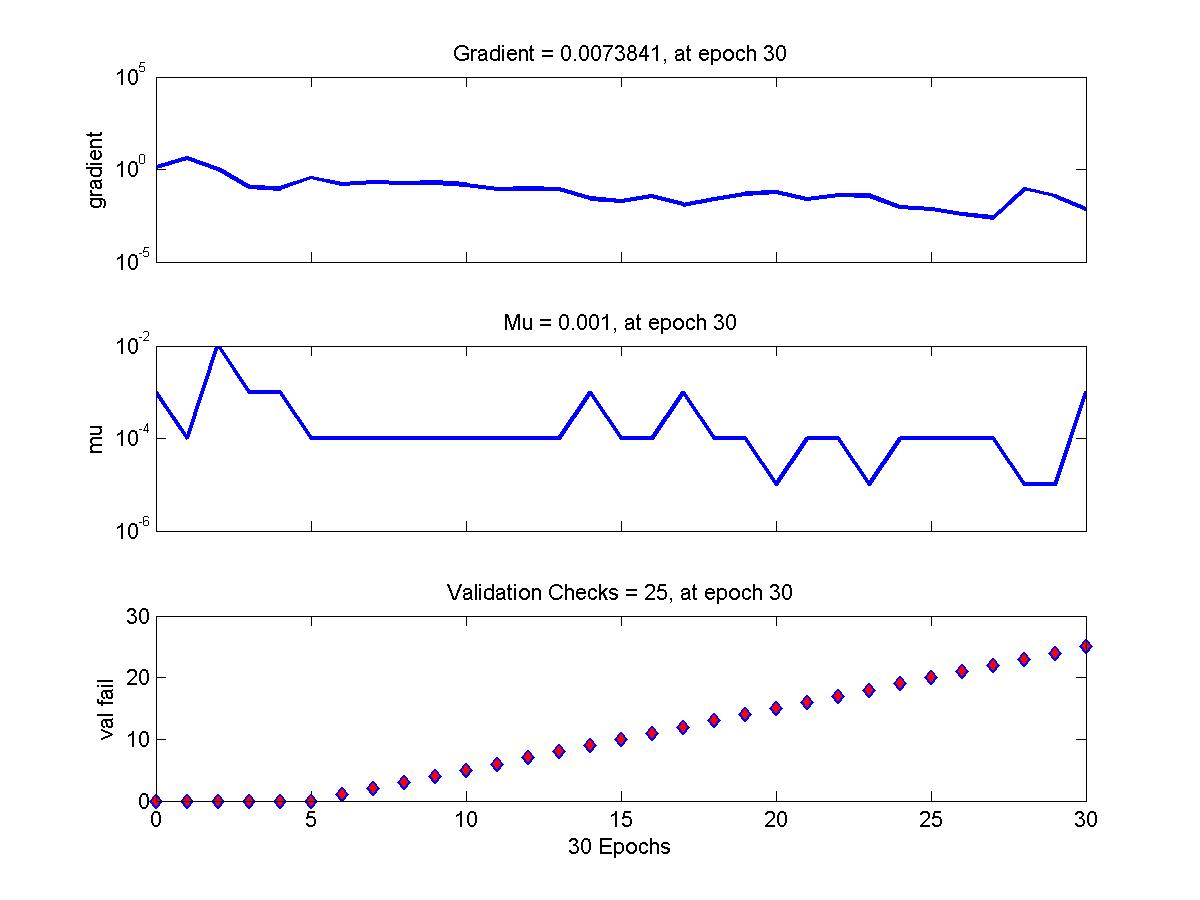 Gradient = 0.0073841, at epoch 30
10^5
10^0
10^-5
gradient
Mu = 0.001, at epoch 30
10^-2
10^-4
10^-6
mu
Validation Checks = 25, at epoch 30
30
20
10
0
val fail
0 5 10 15 20 25 30
30 Epochs